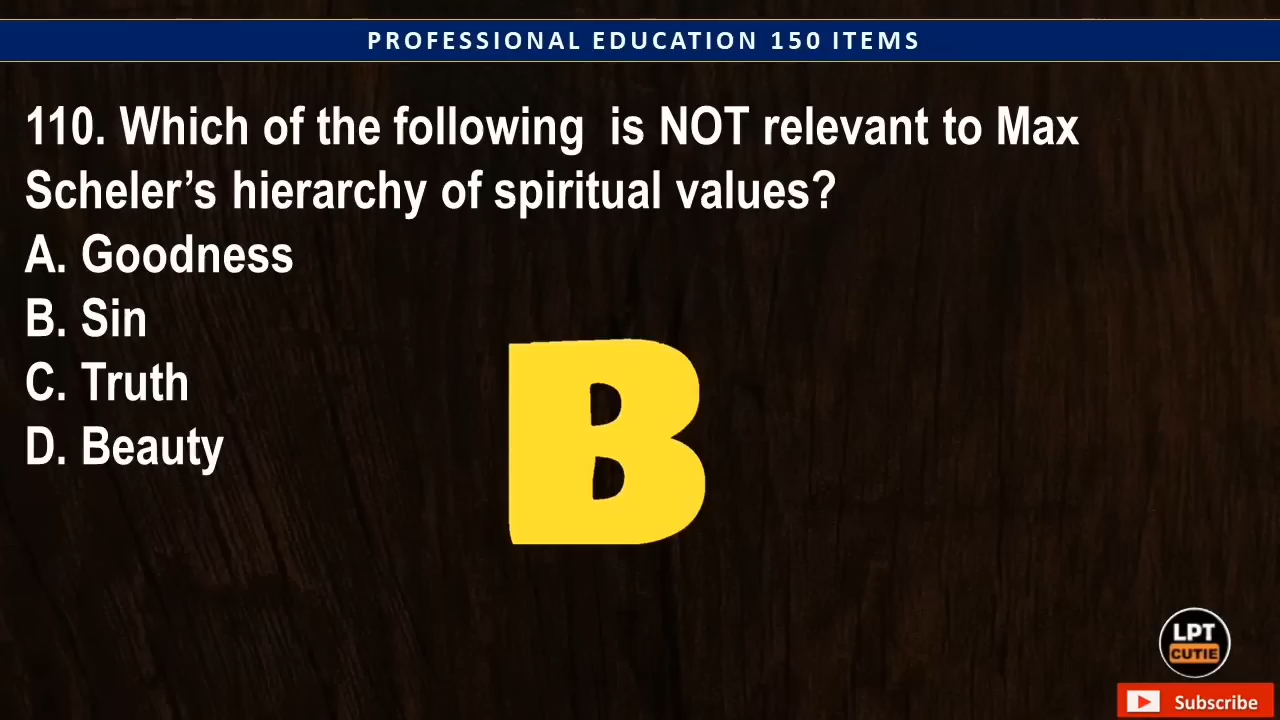 PROFESSIONAL EDUCATION 150 ITEMS
110. Which of the following is NOT relevant to Max
Scheler’s hierarchy of spiritual values?
A. Goodness
B. Sin
C. Truth
D. Beauty
B
LPT
CUTIE
Subscribe